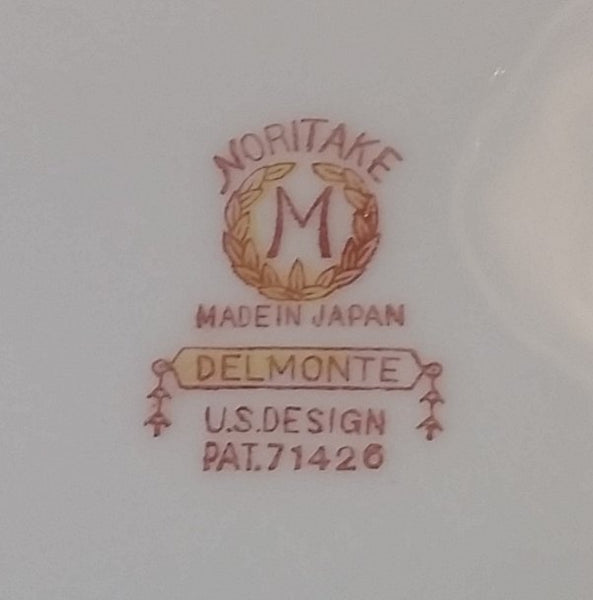 NORITAKE
M
MADE IN JAPAN
DELMONTE
U.S.DESIGN
PAT.71426